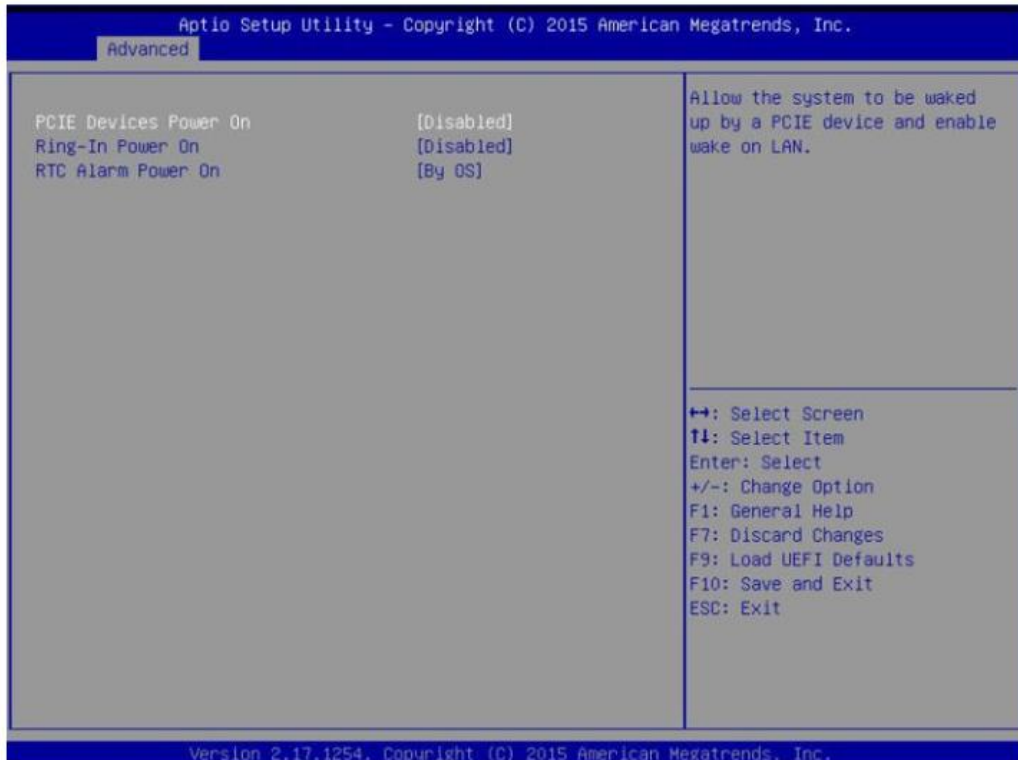 Aptio Setup Utility – Copyright (C) 2015 American Megatrends, Inc.
Advanced
PCIE Devices Power On [Disabled]
Ring-In Power On [Disabled]
RTC Alarm Power On [By OS]
Allow the system to be waked
up by a PCIE device and enable
wake on LAN.
↔: Select Screen
↑↓: Select Item
Enter: Select
+/-: Change Option
F1: General Help
F7: Discard Changes
F9: Load UEFI Defaults
F10: Save and Exit
ESC: Exit
Version 2.17.1254. Copyright (C) 2015 American Megatrends, Inc.